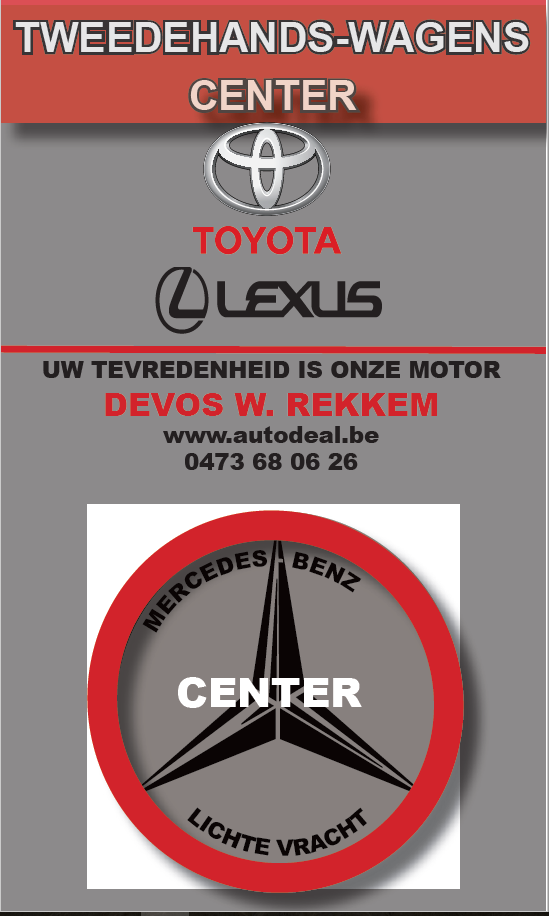 TWEEDEHANDS-WAGENS
CENTER
TOYOTA
LEXUS
UW TEVREDENHEID IS ONZE MOTOR
DEVOS W. REKKEM
www.autodeal.be
0473 68 06 26
MERCEDES - BENZ
CENTER
LICHTE VRACHT